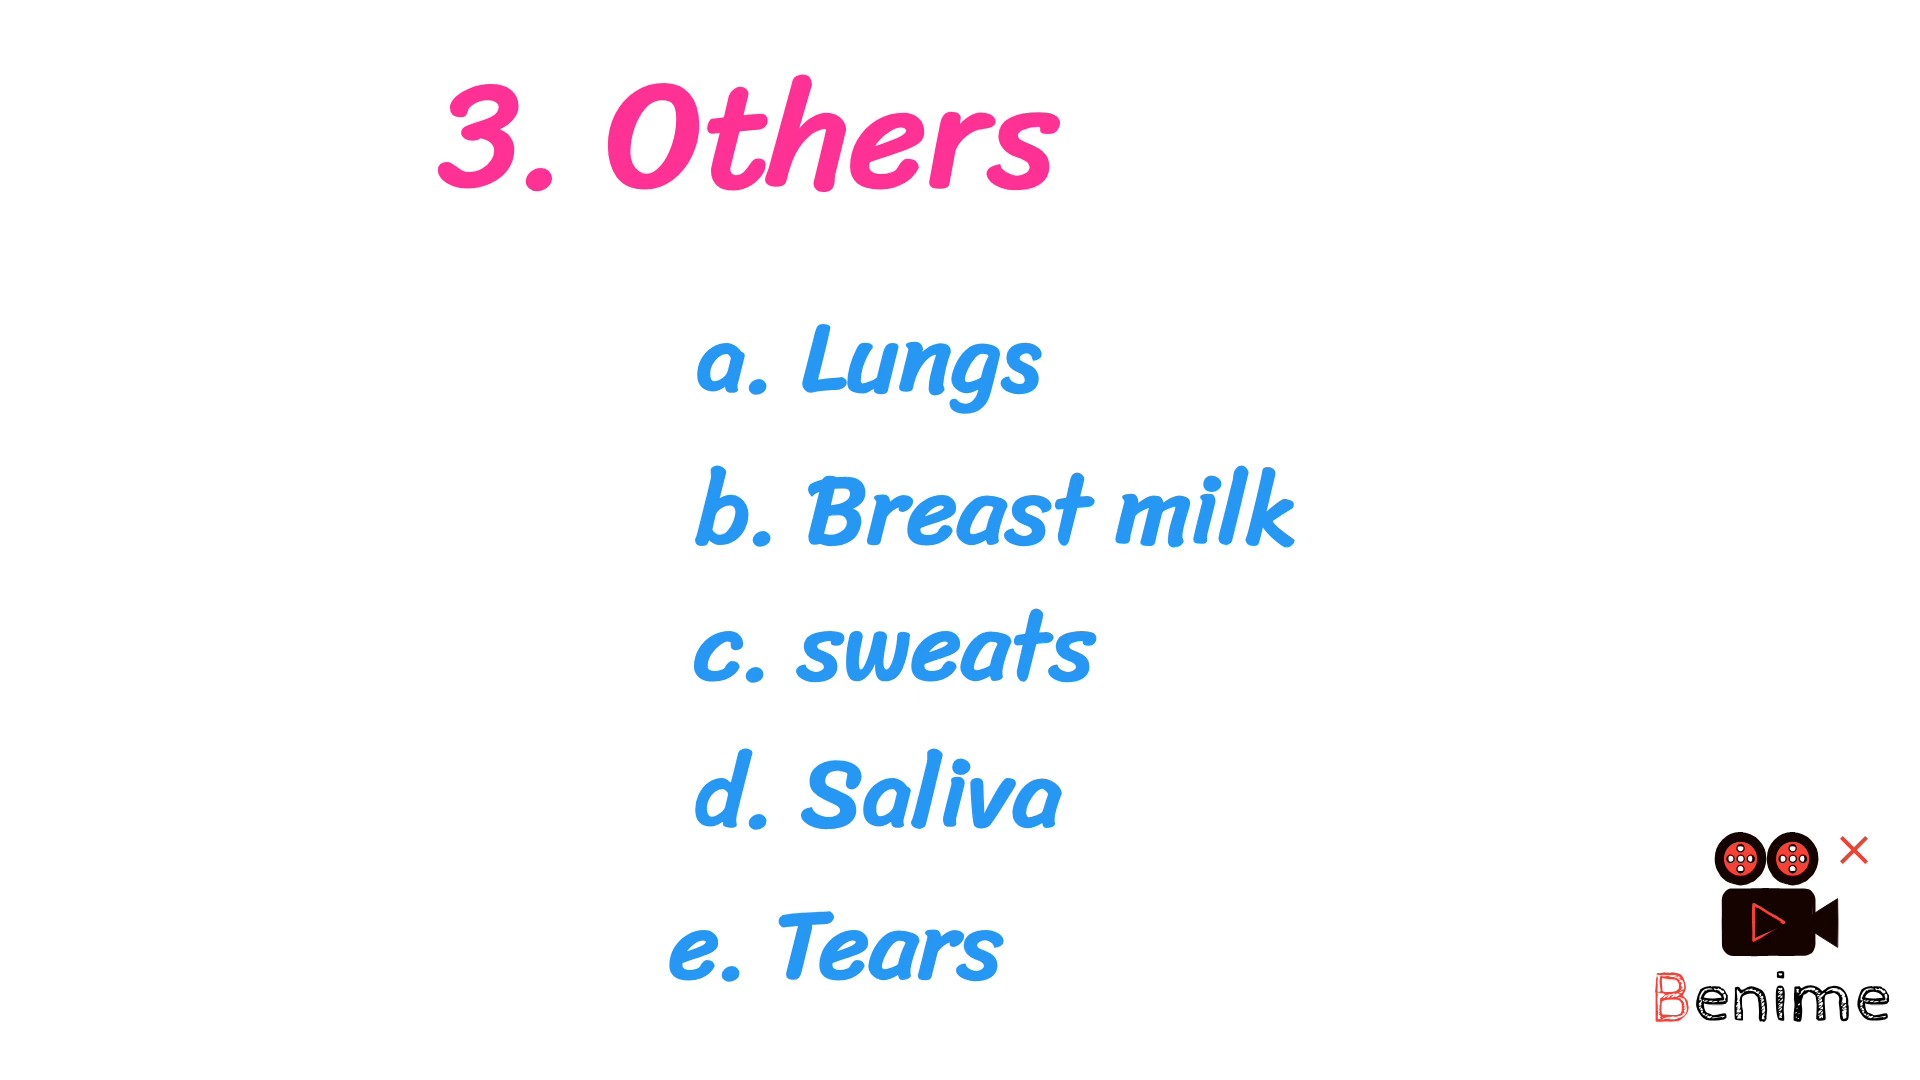 3. Others
a. Lungs
b. Breast milk
c. sweats
d. Saliva
e. Tears
Benime